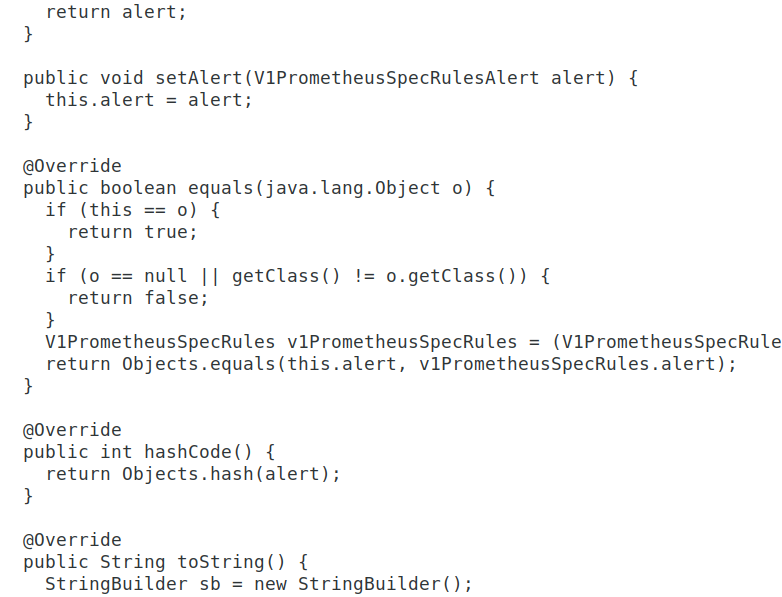 return alert;
}
public void setAlert(V1PrometheusSpecRulesAlert alert) {
this.alert = alert;
}
@Override
public boolean equals(java.lang.Object o) {
if (this == o) {
return true;
}
if (o == null || getClass() != o.getClass()) {
return false;
}
V1PrometheusSpecRules v1PrometheusSpecRules = (V1PrometheusSpecRule
return Objects.equals(this.alert, v1PrometheusSpecRules.alert);
}
@Override
public int hashCode() {
return Objects.hash(alert);
}
@Override
public String toString() {
StringBuilder sb = new StringBuilder();